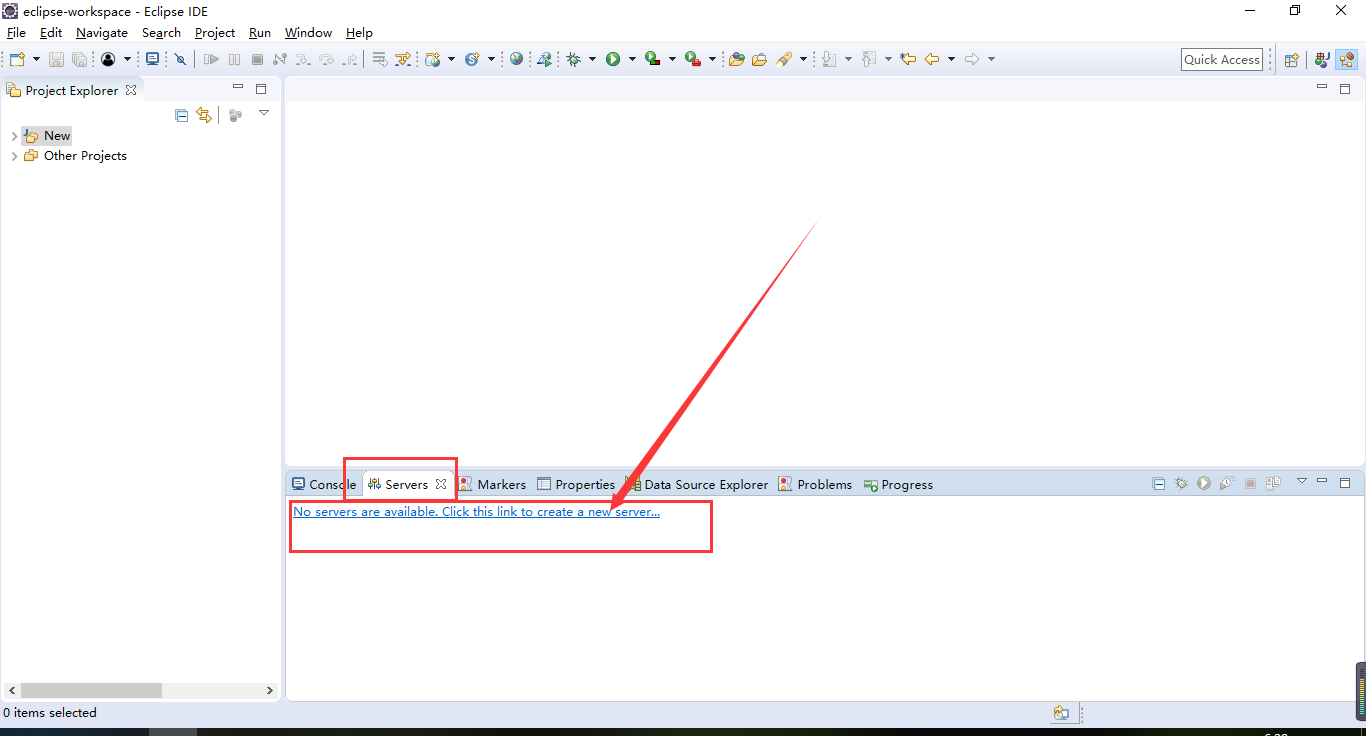 eclipse-workspace - Eclipse IDE
File Edit Navigate Search Project Run Window Help
Quick Access
Project Explorer
New
Other Projects
Console Servers Markers Properties Data Source Explorer Problems Progress
No servers are available. Click this link to create a new server...
0 items selected